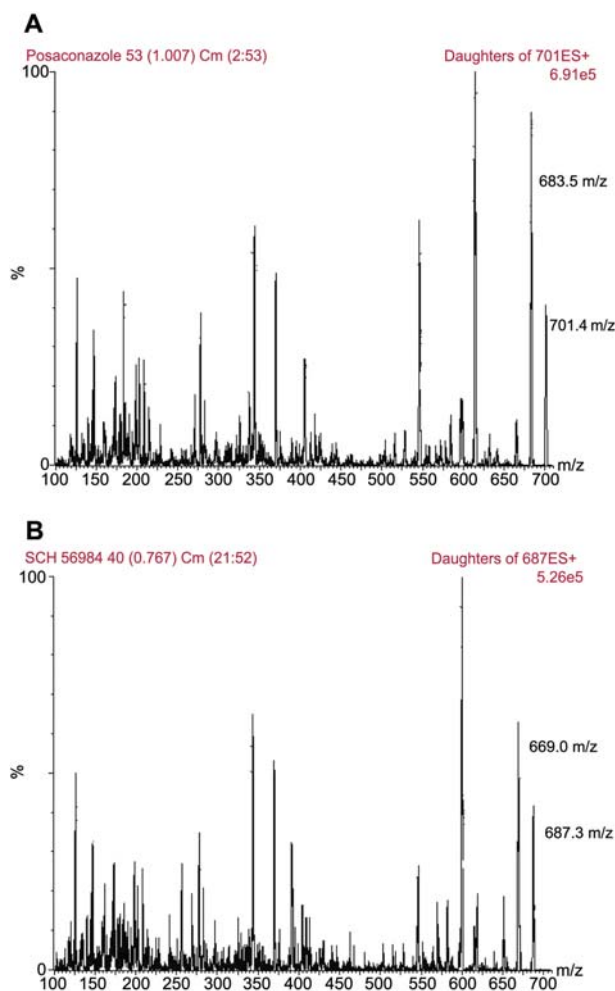 A
Posaconazole 53 (1.007) Cm (2:53)
Daughters of 701ES+
6.91e5
100
683.5 m/z
%
701.4 m/z
0
100 150 200 250 300 350 400 450 500 550 600 650 700 m/z
B
SCH 56984 40 (0.767) Cm (21:52)
Daughters of 687ES+
5.26e5
100
669.0 m/z
%
687.3 m/z
0
100 150 200 250 300 350 400 450 500 550 600 650 700 m/z